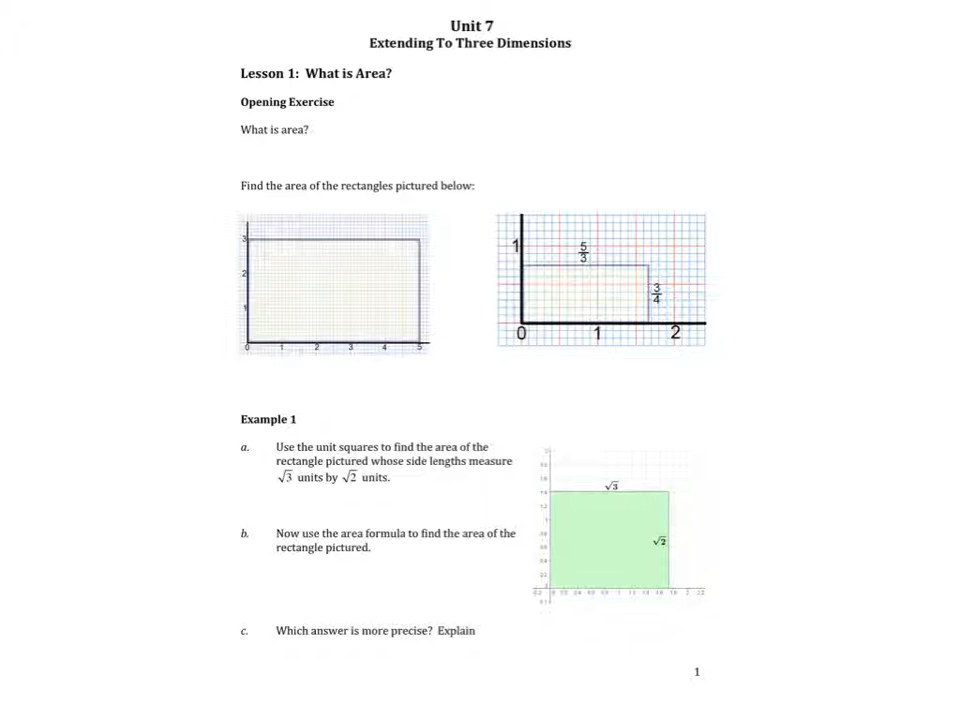 Unit 7
Extending To Three Dimensions
Lesson 1: What is Area?
Opening Exercise
What is area?
Find the area of the rectangles pictured below:
3
2
1
0 1 2 3 4 5
1
5/3
3/4
0 1 2
Example 1
a. Use the unit squares to find the area of the
rectangle pictured whose side lengths measure
√3 units by √2 units.
√3
√2
b. Now use the area formula to find the area of the
rectangle pictured.
c. Which answer is more precise? Explain
1